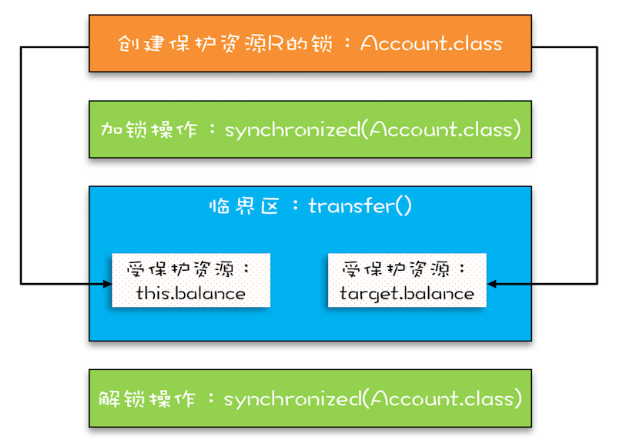 创建保护资源R的锁：Account.class
加锁操作：synchronized(Account.class)
临界区：transfer()
受保护资源：
this.balance
受保护资源：
target.balance
解锁操作：synchronized(Account.class)